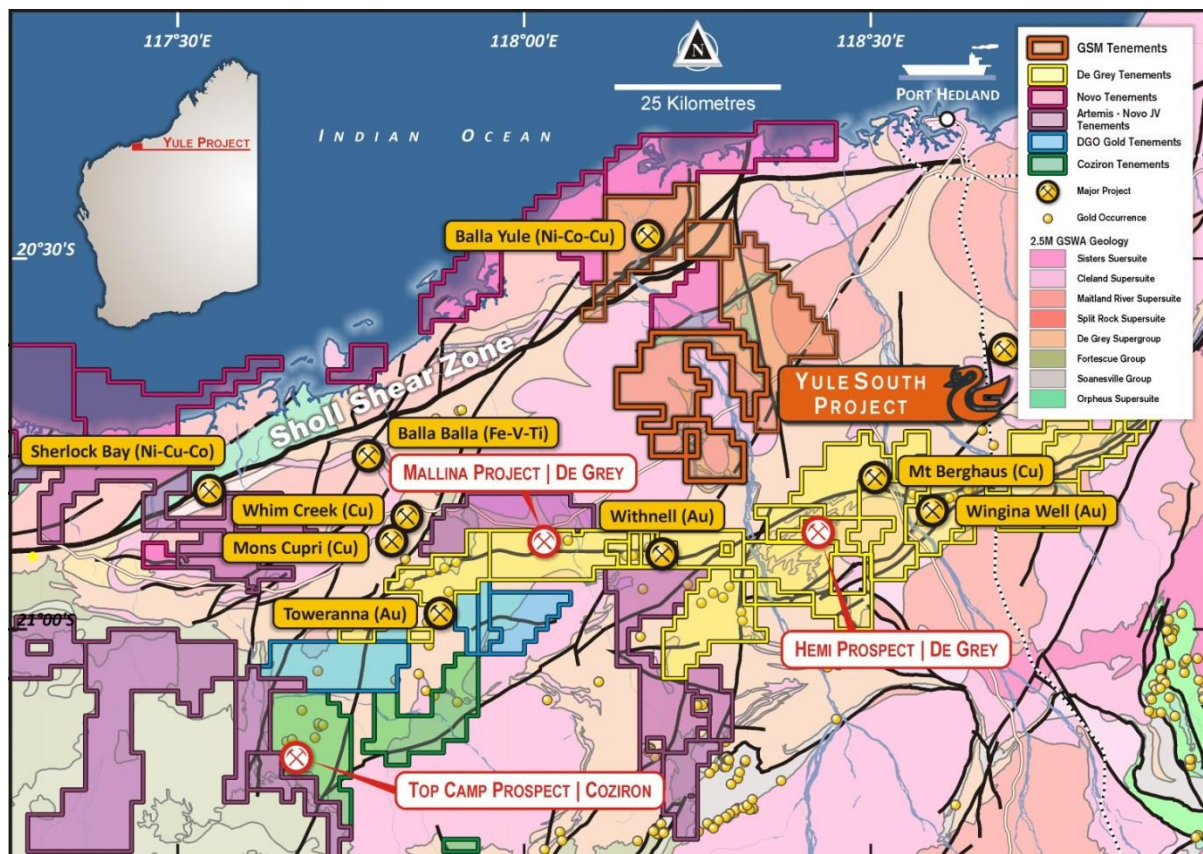 117°30'E
118°00'E
118°30'E
N
25 Kilometres
PORT HEDLAND
INDIAN OCEAN
YULE PROJECT
20°30'S
21°00'S
Balla Yule (Ni-Co-Cu)
Sholl Shear Zone
YULE SOUTH
PROJECT
Sherlock Bay (Ni-Cu-Co)
Balla Balla (Fe-V-Ti)
MALLINA PROJECT | DE GREY
Mt Berghaus (Cu)
Whim Creek (Cu)
Withnell (Au)
Wingina Well (Au)
Mons Cupri (Cu)
Toweranna (Au)
HEMI PROSPECT | DE GREY
TOP CAMP PROSPECT | COZIRON
GSM Tenements
De Grey Tenements
Novo Tenements
Artemis - Novo JV
Tenements
DGO Gold Tenements
Coziron Tenements
Major Project
Gold Occurrence
2.5M GSWA Geology
Sisters Suersuite
Cleland Supersuite
Maitland River Supersuite
Split Rock Supersuite
De Grey Supergroup
Fortescue Group
Soanesville Group
Orpheus Supersuite